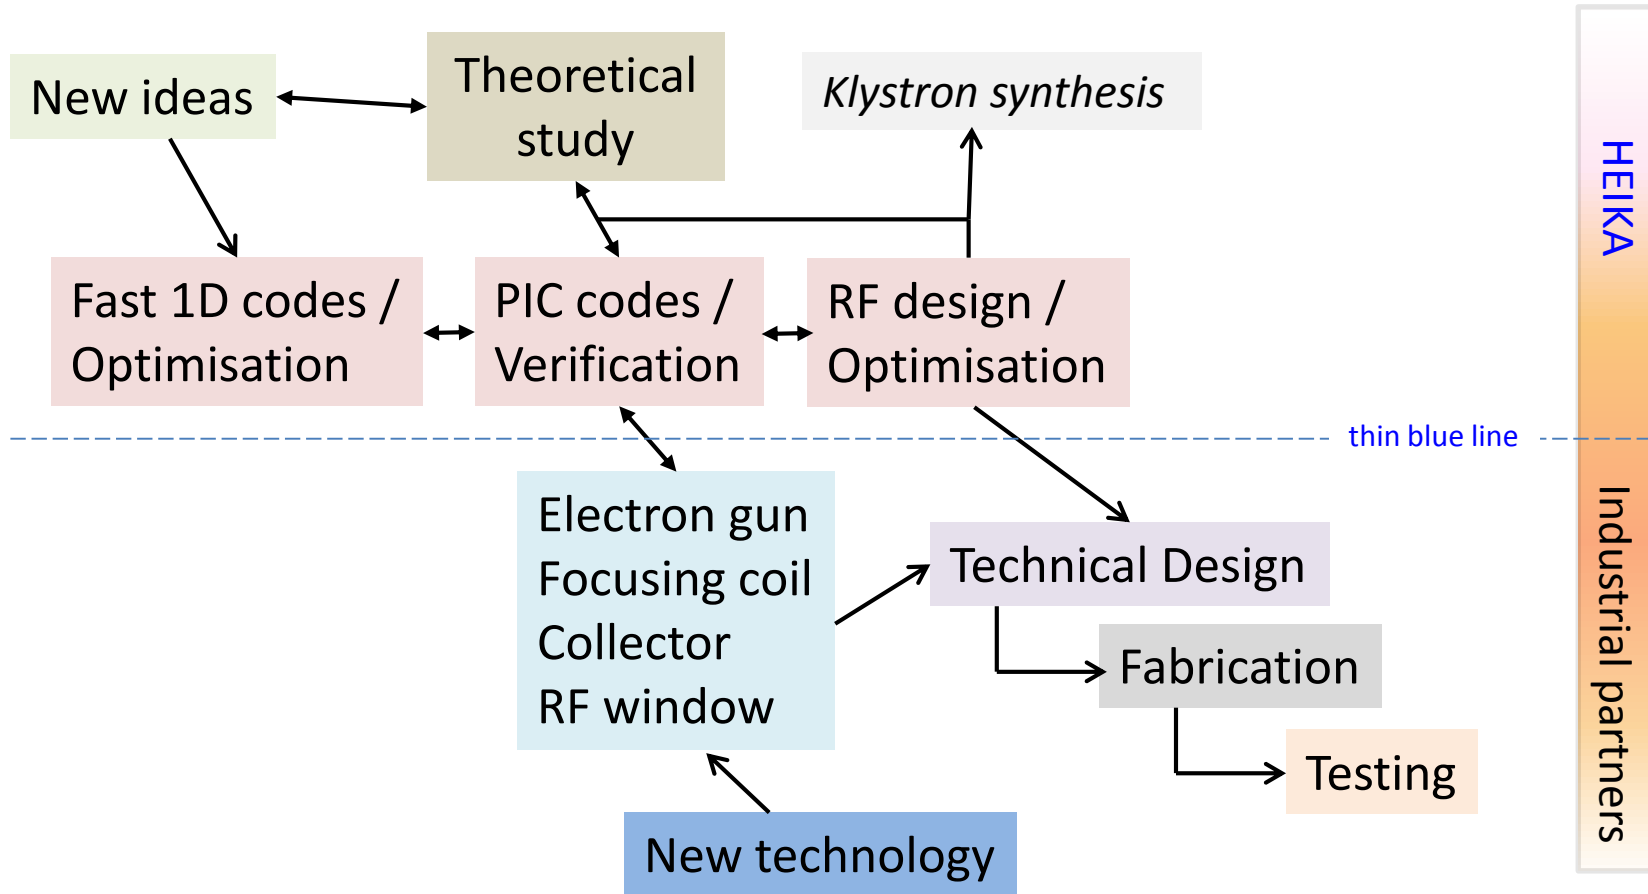 New ideas
Theoretical
study
Klystron synthesis
Fast 1D codes /
Optimisation
PIC codes /
Verification
RF design /
Optimisation
thin blue line
Electron gun
Focusing coil
Collector
RF window
Technical Design
Fabrication
Testing
New technology
HEIKA
Industrial partners